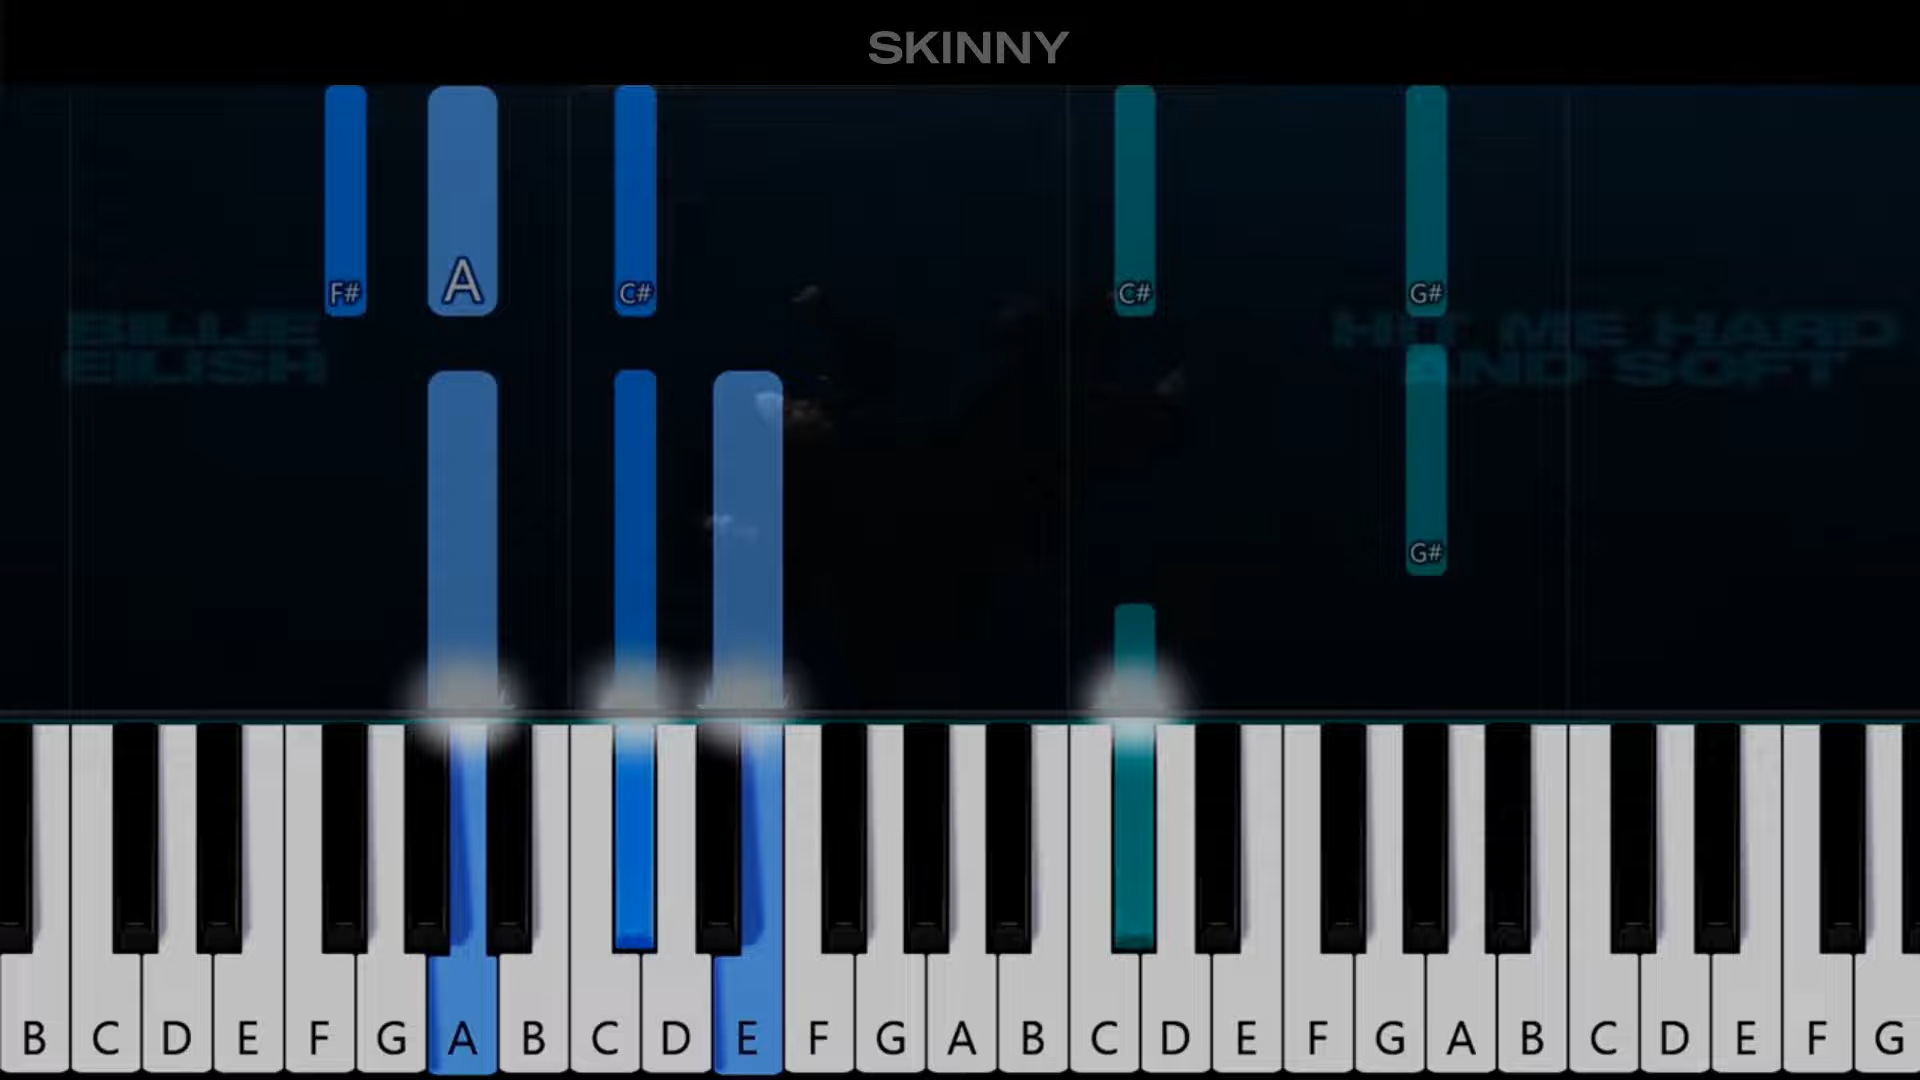 SKINNY
F# A C# C# G#
BILLIE
EILISH
HIT ME HARD
AND SOFT
G#
B C D E F G A B C D E F G A B C D E F G A B C D E F G